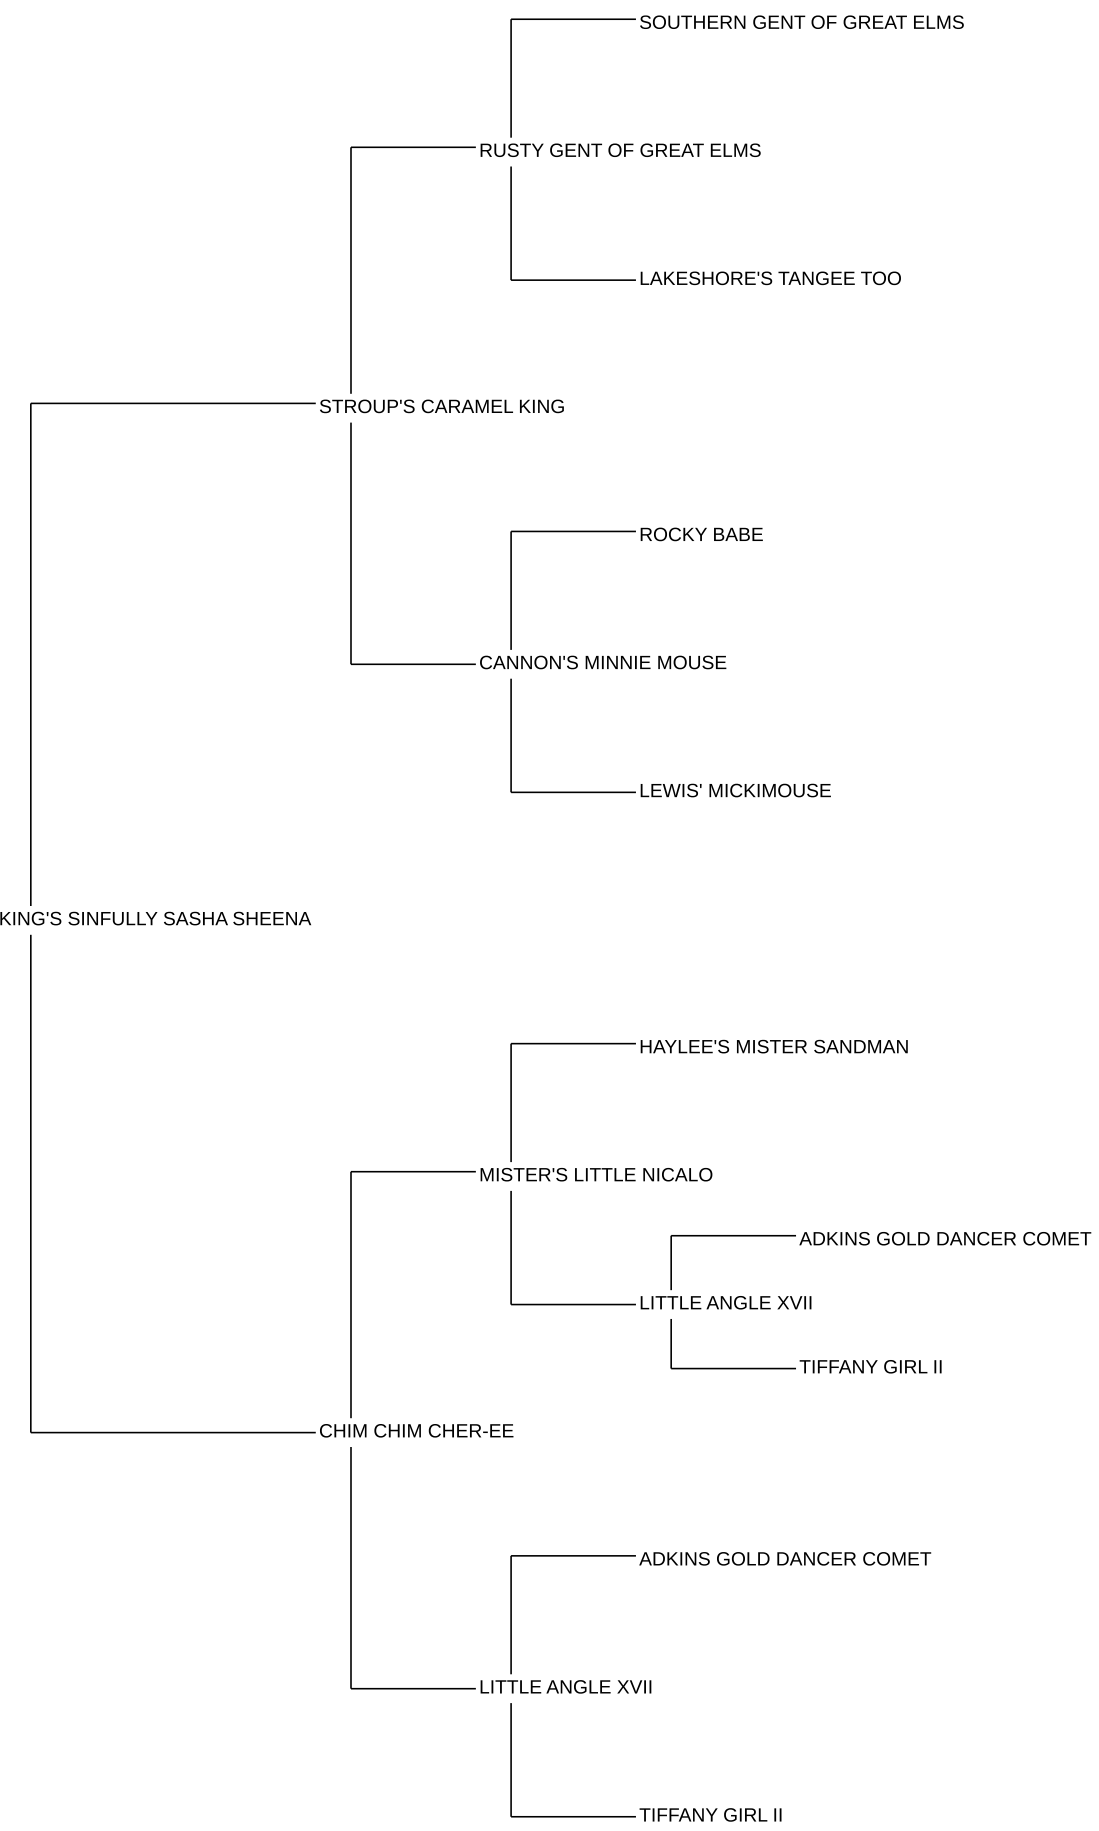 SOUTHERN GENT OF GREAT ELMS
RUSTY GENT OF GREAT ELMS
LAKESHORE'S TANGEE TOO
STROUP'S CARAMEL KING
ROCKY BABE
CANNON'S MINNIE MOUSE
LEWIS' MICKIMOUSE
KING'S SINFULLY SASHA SHEENA
HAYLEE'S MISTER SANDMAN
MISTER'S LITTLE NICALO
ADKINS GOLD DANCER COMET
LITTLE ANGLE XVII
TIFFANY GIRL II
CHIM CHIM CHER-EE
ADKINS GOLD DANCER COMET
LITTLE ANGLE XVII
TIFFANY GIRL II